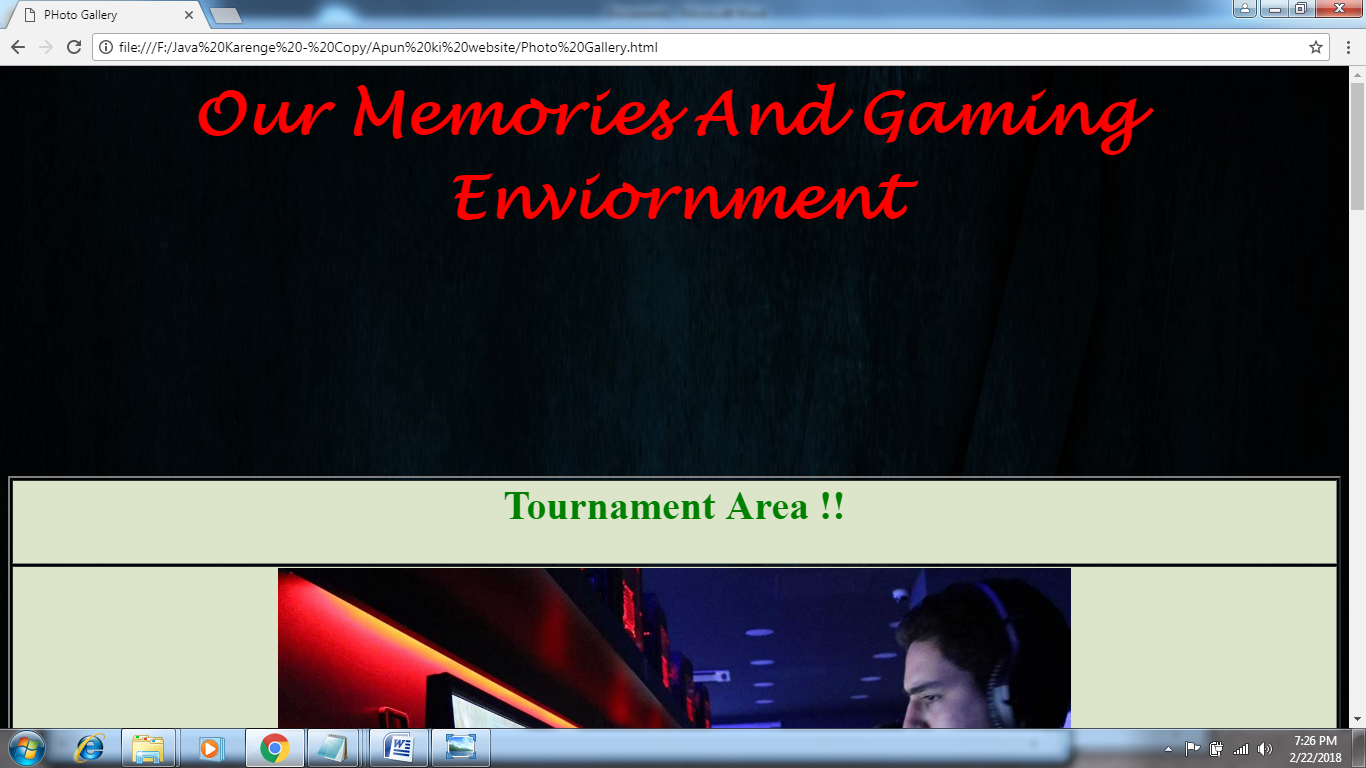 PHoto Gallery
file:///F:/Java%20Karenge%20-%20Copy/Apun%20ki%20website/Photo%20Gallery.html
Our Memories And Gaming
Enviornment
Tournament Area !!
7:26 PM
2/22/2018